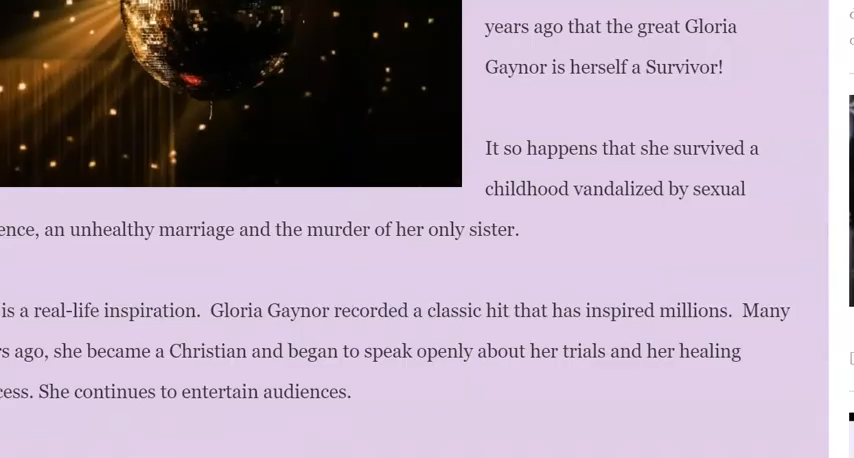 years ago that the great Gloria
Gaynor is herself a Survivor!
It so happens that she survived a
childhood vandalized by sexual
ence, an unhealthy marriage and the murder of her only sister.
is a real-life inspiration.  Gloria Gaynor recorded a classic hit that has inspired millions.  Many
rs ago, she became a Christian and began to speak openly about her trials and her healing
cess. She continues to entertain audiences.